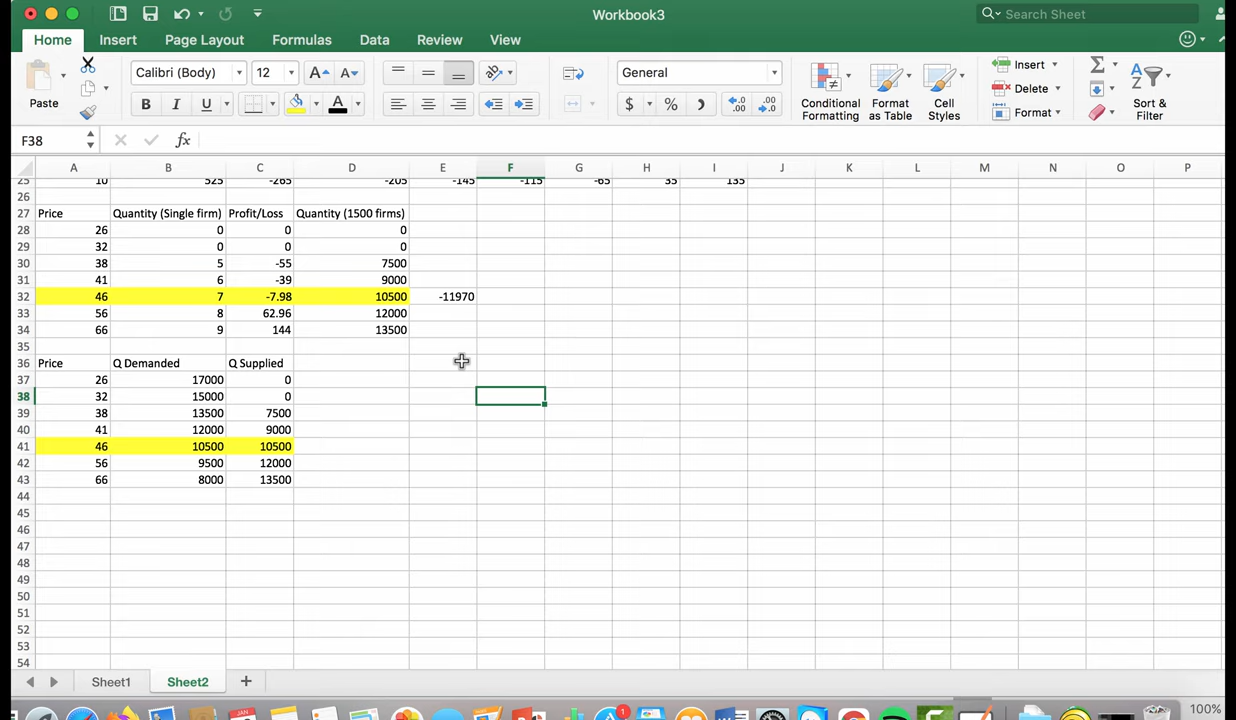 Workbook3
Search Sheet
Home Insert Page Layout Formulas Data Review View
Calibri (Body) 12 General Insert
Delete
Format
Paste B I U $ % Conditional Formatting Format as Table Cell Styles Sort & Filter
F38 fx
A B C D E F G H I J K L M N O P
25 10 525 -265 -205 -145 -115 -65 35 135
26
27 Price Quantity (Single firm) Profit/Loss Quantity (1500 firms)
28 26 0 0 0
29 32 0 0 0
30 38 5 -55 7500
31 41 6 -39 9000
32 46 7 -7.98 10500 -11970
33 56 8 62.96 12000
34 66 9 144 13500
35
36 Price Q Demanded Q Supplied
37 26 17000 0
38 32 15000 0
39 38 13500 7500
40 41 12000 9000
41 46 10500 10500
42 56 9500 12000
43 66 8000 13500
44
45
46
47
48
49
50
51
52
53
54
Sheet1 Sheet2 +
100%